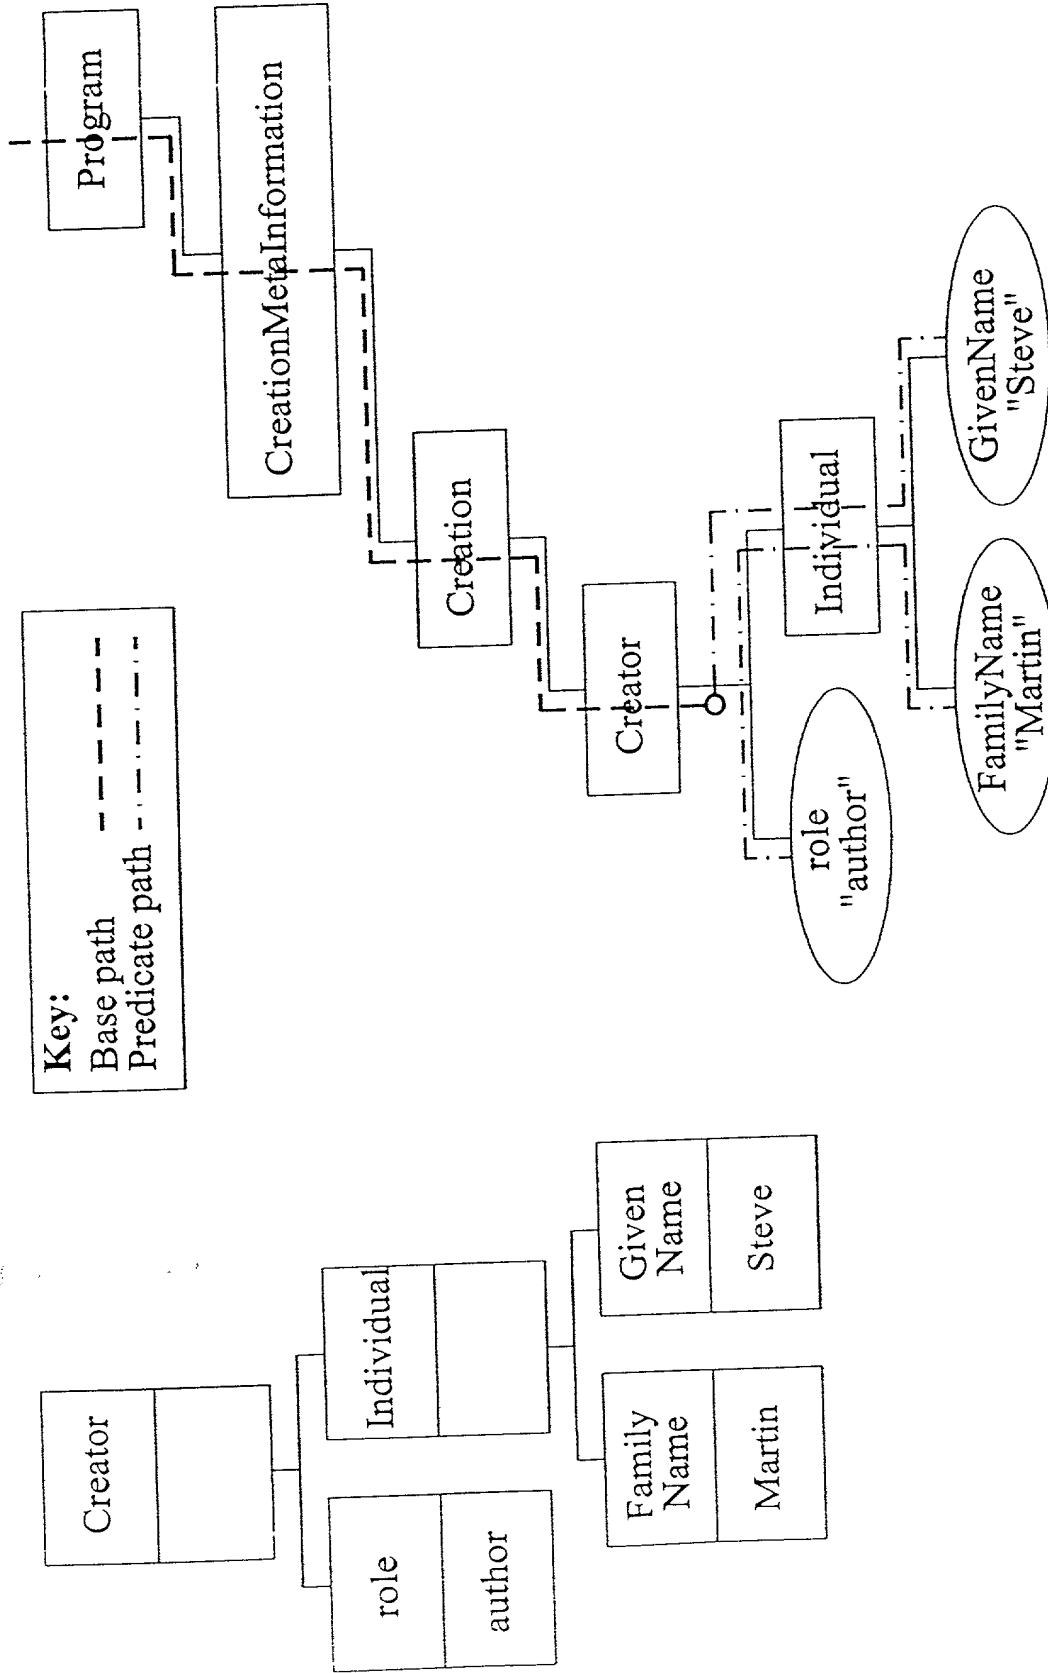 Creator
role
author
Individual
Family
Name
Martin
Given
Name
Steve
Key:
Base path
Predicate path
Program
CreationMetaInformation
Creation
Creator
role
"author"
Individual
FamilyName
"Martin"
GivenName
"Steve"